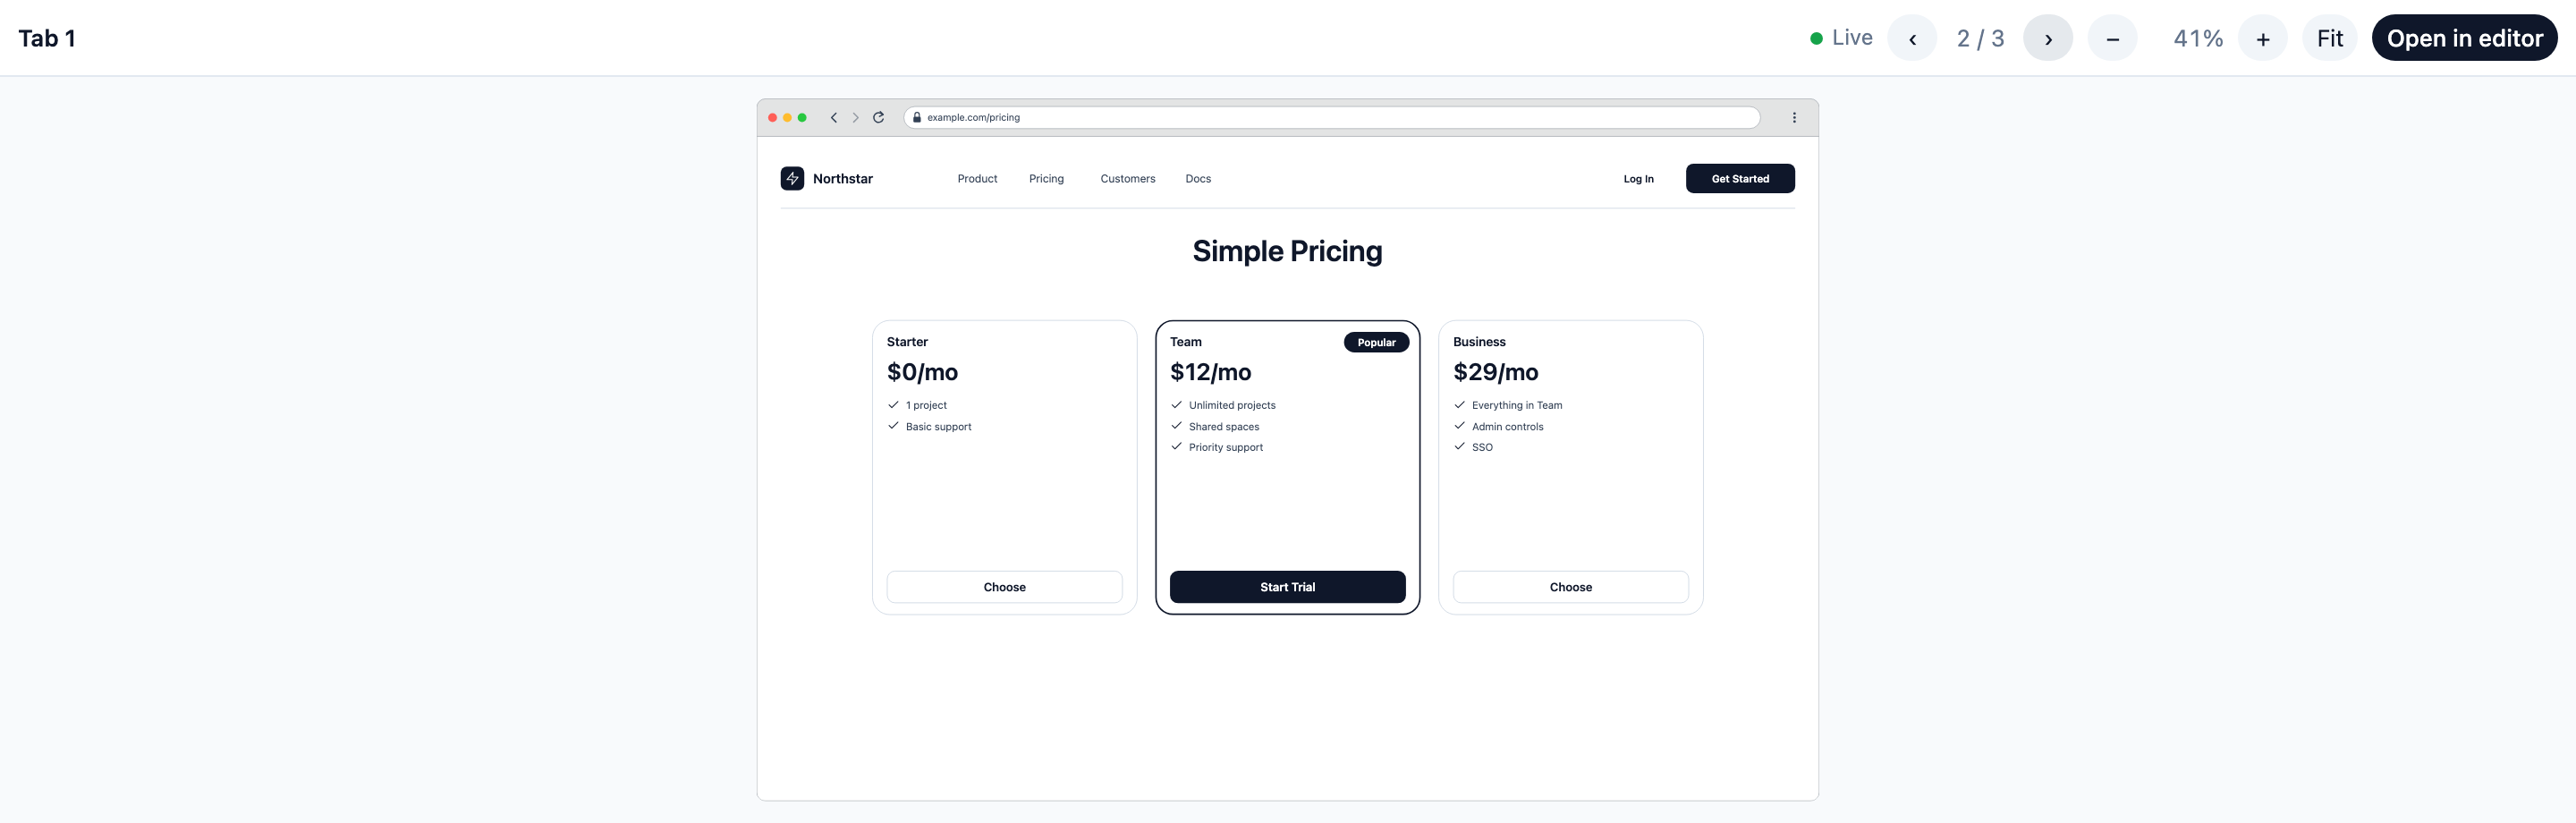 Tab 1
Live
‹
2 / 3
›
−
41%
+
Fit
Open in editor
example.com/pricing
Northstar
Product
Pricing
Customers
Docs
Log In
Get Started
Simple Pricing
Starter
$0/mo
1 project
Basic support
Choose
Team
Popular
$12/mo
Unlimited projects
Shared spaces
Priority support
Start Trial
Business
$29/mo
Everything in Team
Admin controls
SSO
Choose